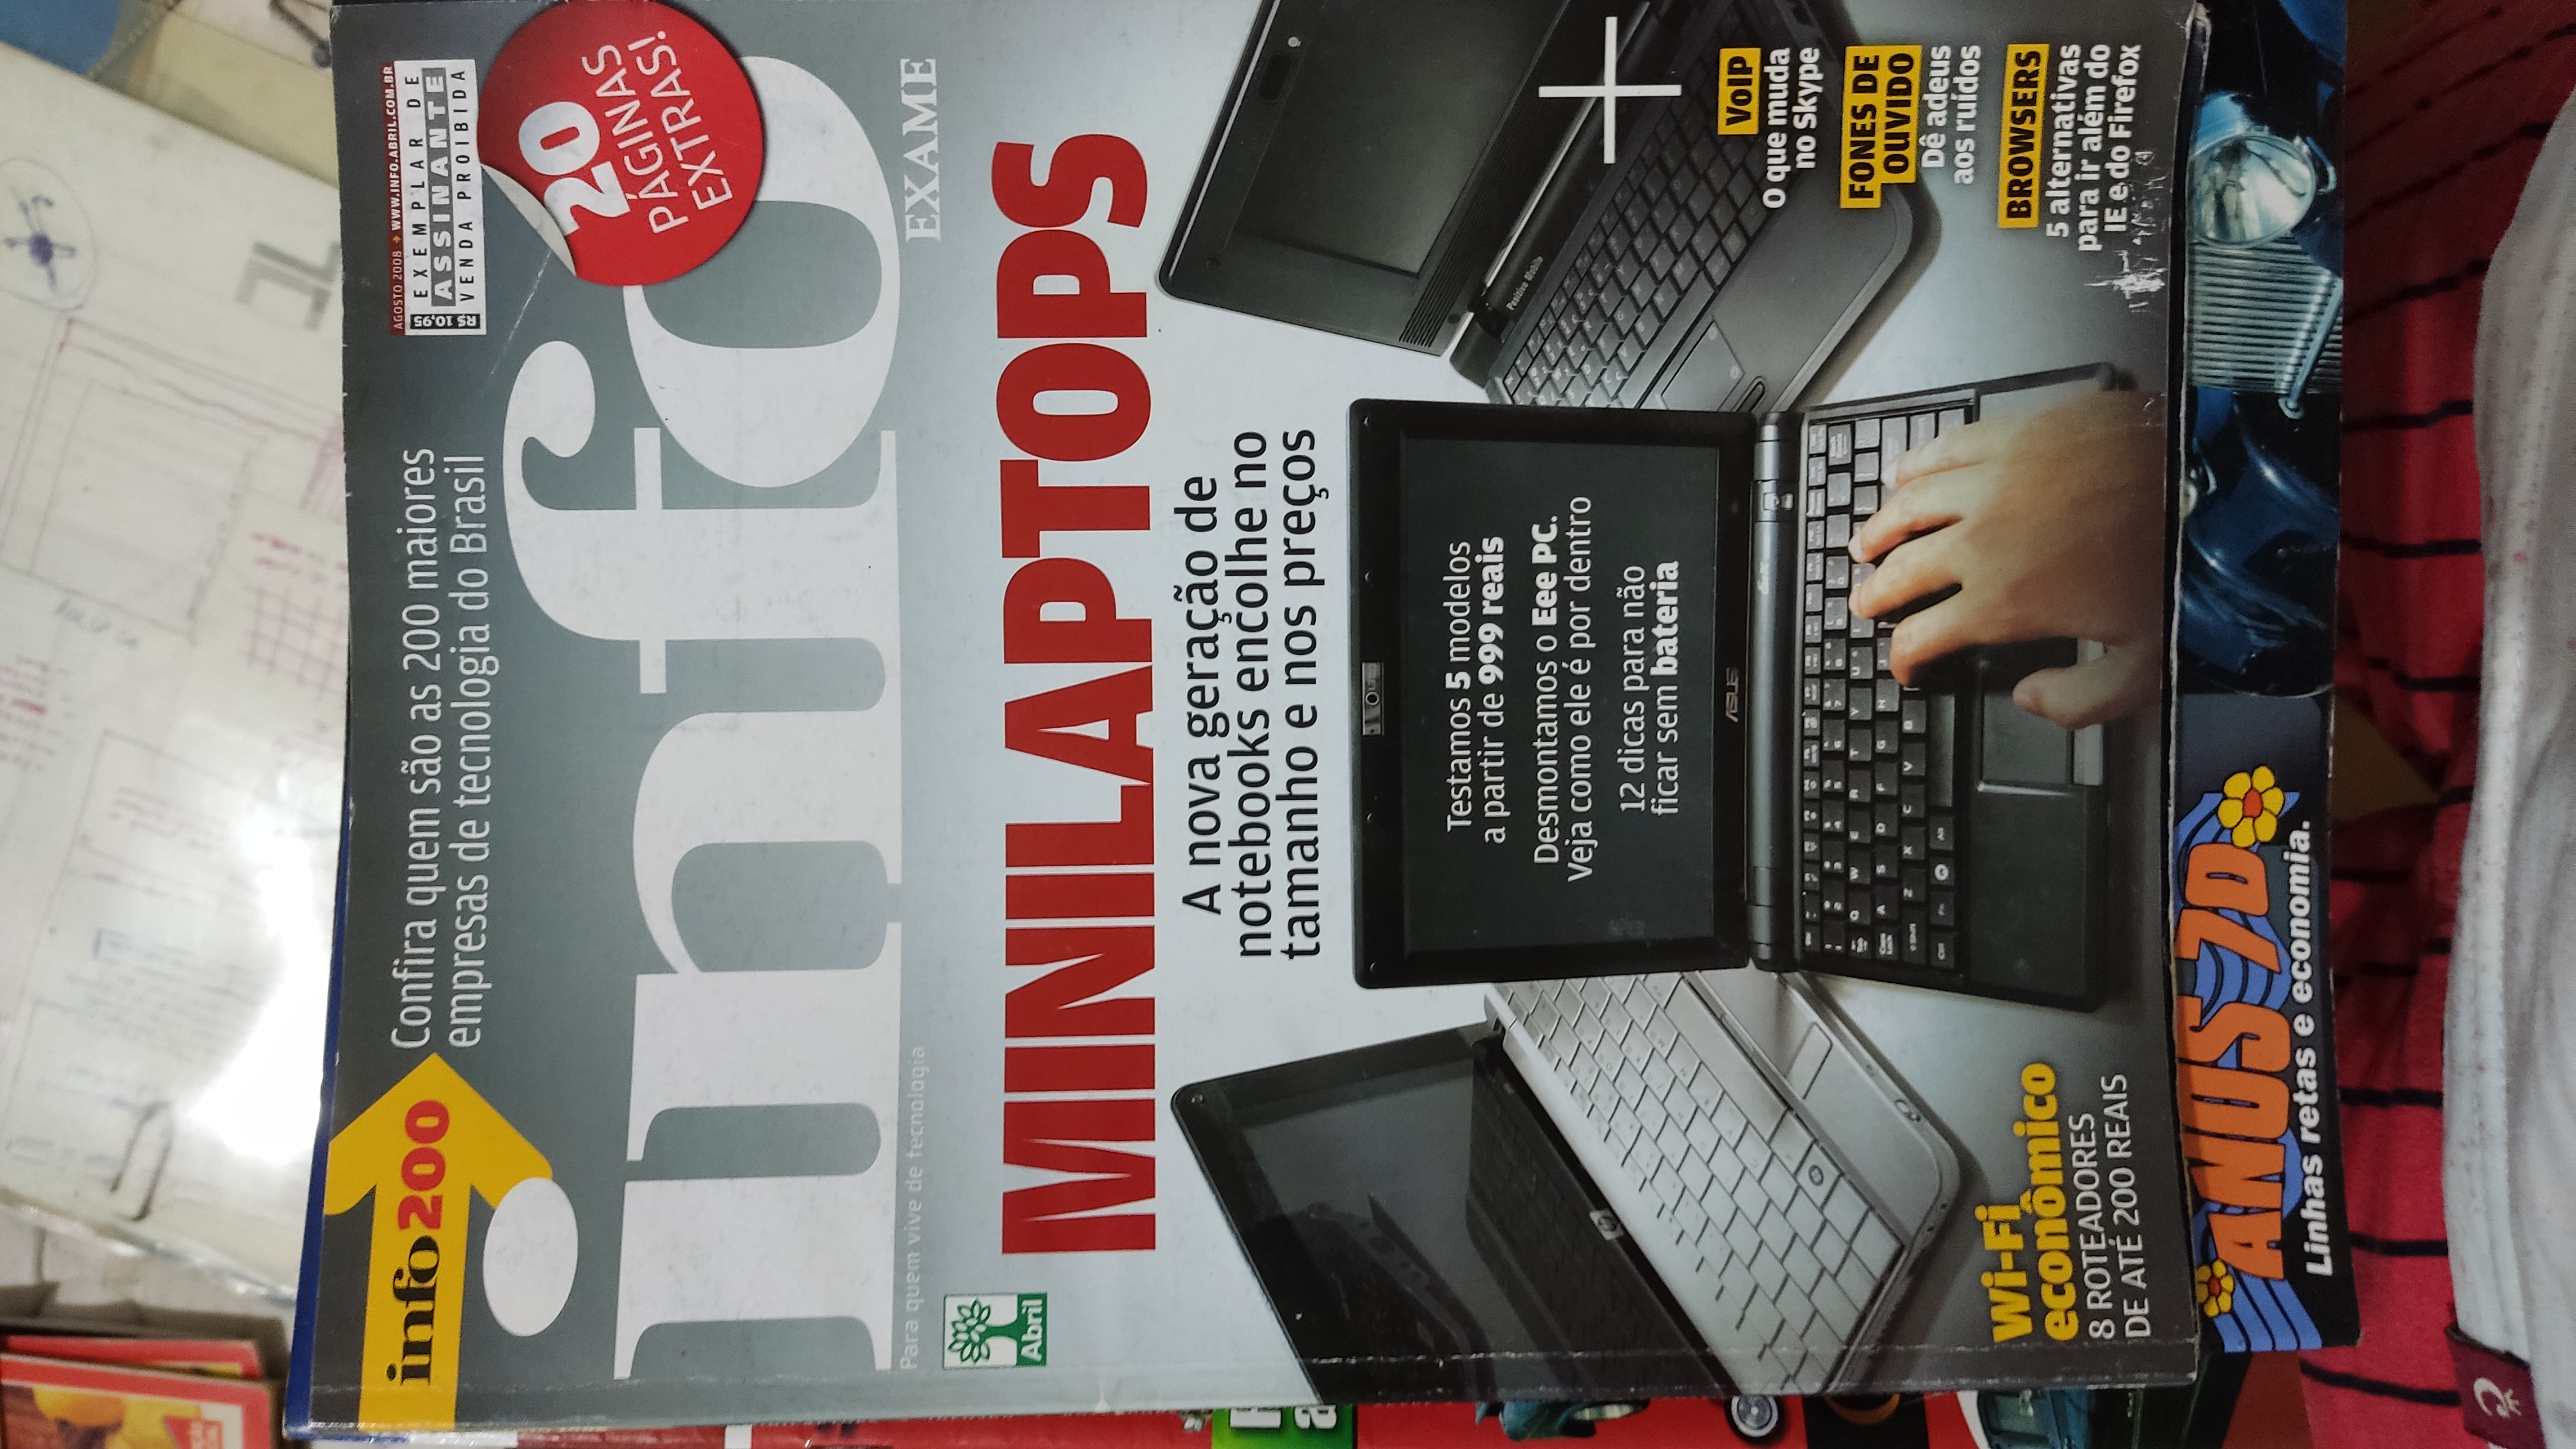 info200
Confira quem são as 200 maiores
empresas de tecnologia do Brasil
AGOSTO 2008 → WWW.INFO.ABRIL.COM.BR
R$ 10,95
EXEMPLAR DE
ASSINANTE
VENDA PROIBIDA
20
PÁGINAS
EXTRAS!
info
Para quem vive de tecnologia
EXAME
Abril
MINILAPTOPS
A nova geração de
notebooks encolhe no
tamanho e nos preços
Testamos 5 modelos
a partir de 999 reais
Desmontamos o Eee PC.
Veja como ele é por dentro
12 dicas para não
ficar sem bateria
ASUS
hp
Positivo Mobile
VoIP
O que muda
no Skype
FONES DE
OUVIDO
Dê adeus
aos ruídos
BROWSERS
5 alternativas
para ir além do
IE e do Firefox
Wi-Fi
econômico
8 ROTEADORES
DE ATÉ 200 REAIS
ANOS 70
Linhas retas e economia.